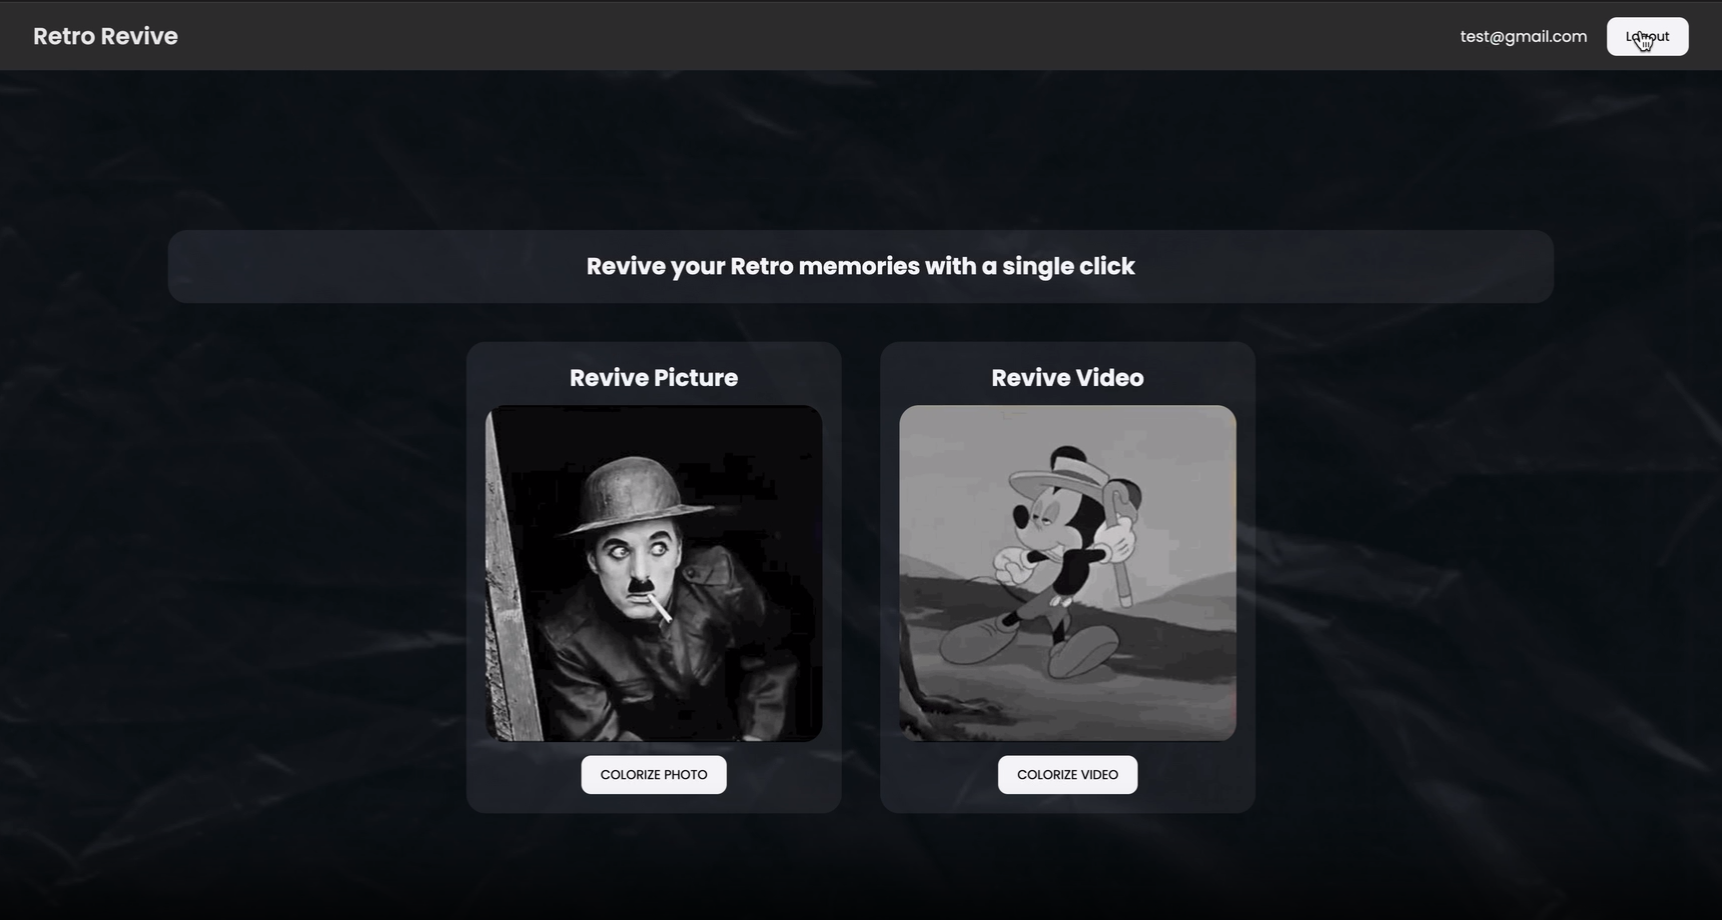 Retro Revive
test@gmail.com
Revive your Retro memories with a single click
Revive Picture
Revive Video
COLORIZE PHOTO
COLORIZE VIDEO